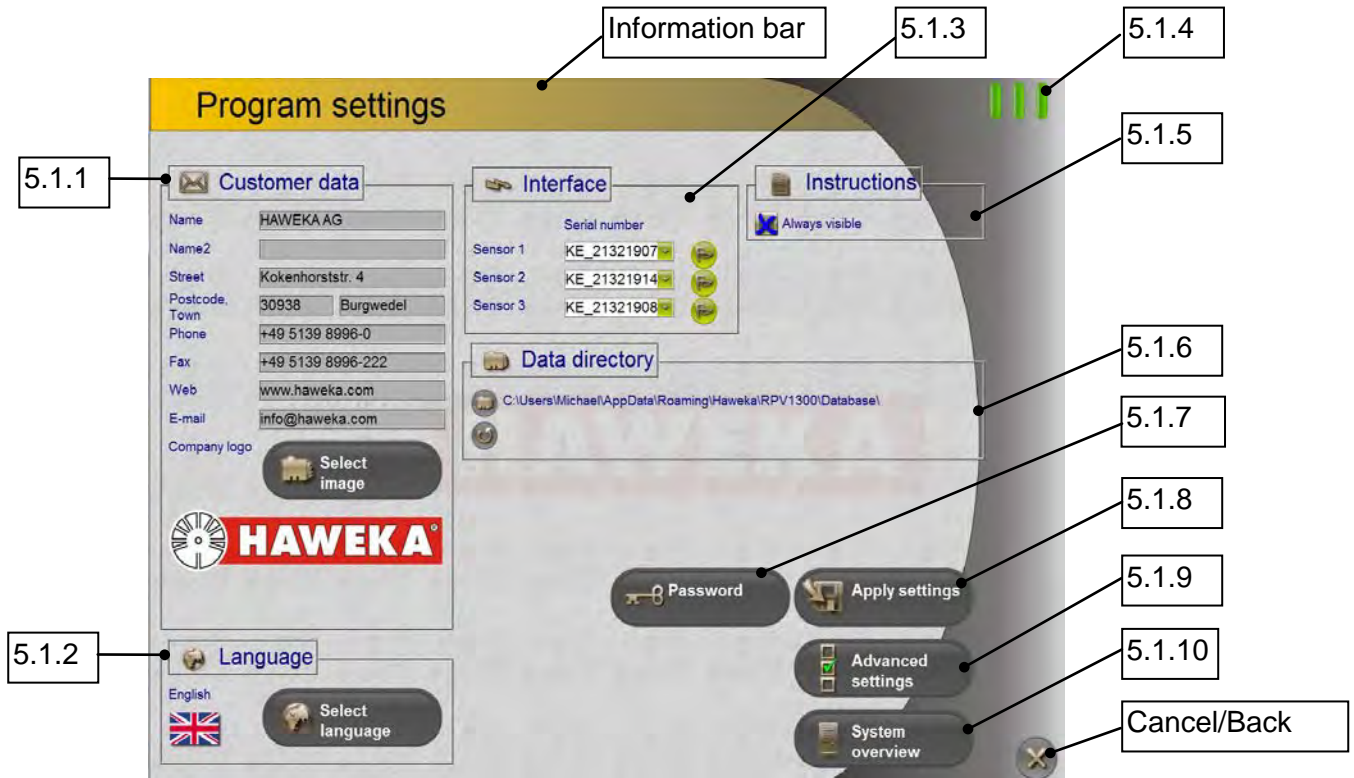 Information bar
5.1.3
5.1.4
Program settings
5.1.5
5.1.1
Customer data
Interface
Instructions
Name HAWEKA AG
Serial number
Always visible
Name2
Sensor 1 KE_21321907
Street Kokenhorststr. 4
Sensor 2 KE_21321914
Postcode, Town 30938 Burgwedel
Sensor 3 KE_21321908
Phone +49 5139 8996-0
5.1.6
Fax +49 5139 8996-222
Data directory
Web www.haweka.com
C:\Users\Michael\AppData\Roaming\Haweka\RPV1300\Database\
E-mail info@haweka.com
5.1.7
Company logo
Select
image
HAWEKA
5.1.8
HAWEKA®
Password
Apply settings
5.1.9
5.1.2
Language
Advanced
settings
5.1.10
English
Select
language
System
overview
Cancel/Back